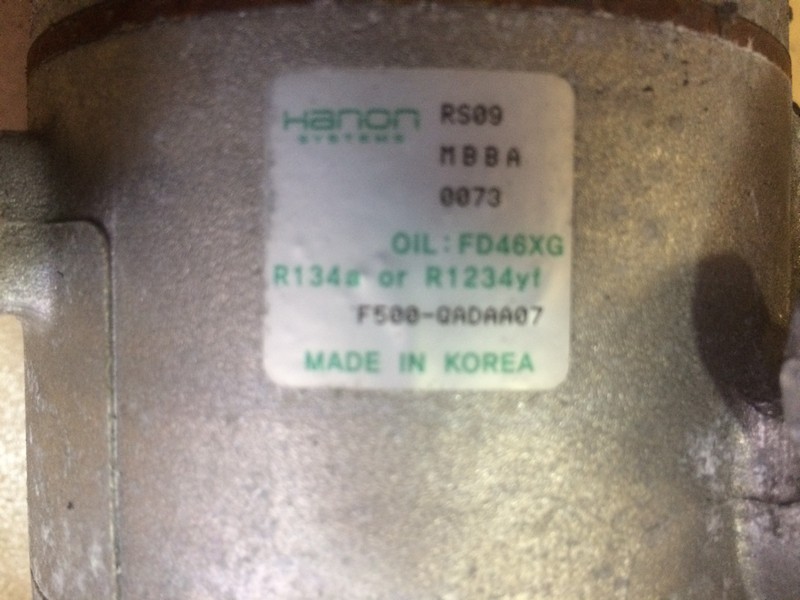 Hanon RS09
SYSTEMS
MBBA
0073
OIL:FD46XG
R134a or R1234yf
F500-QADAA07
MADE IN KOREA